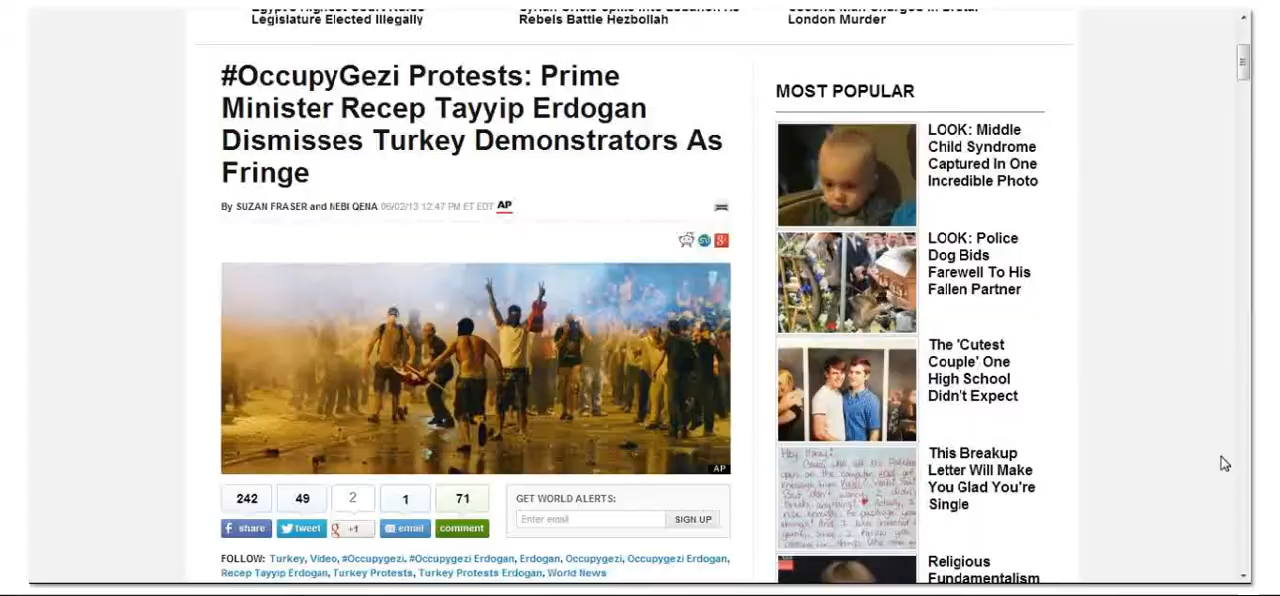 Legislature Elected Illegally
Rebels Battle Hezbollah
London Murder
#OccupyGezi Protests: Prime
Minister Recep Tayyip Erdogan
Dismisses Turkey Demonstrators As
Fringe
By SUZAN FRASER and NEBI QENA 06/02/13 12:47 PM ET EDT AP
AP
242
49
2
1
71
share
tweet
+1
email
comment
GET WORLD ALERTS:
Enter email
SIGN UP
FOLLOW: Turkey, Video, #Occupygezi, #Occupygezi Erdogan, Erdogan, Occupygezi, Occupygezi Erdogan,
Recep Tayyip Erdogan, Turkey Protests, Turkey Protests Erdogan, World News
MOST POPULAR
LOOK: Middle
Child Syndrome
Captured In One
Incredible Photo
LOOK: Police
Dog Bids
Farewell To His
Fallen Partner
The 'Cutest
Couple' One
High School
Didn't Expect
This Breakup
Letter Will Make
You Glad You're
Single
Religious
Fundamentalism